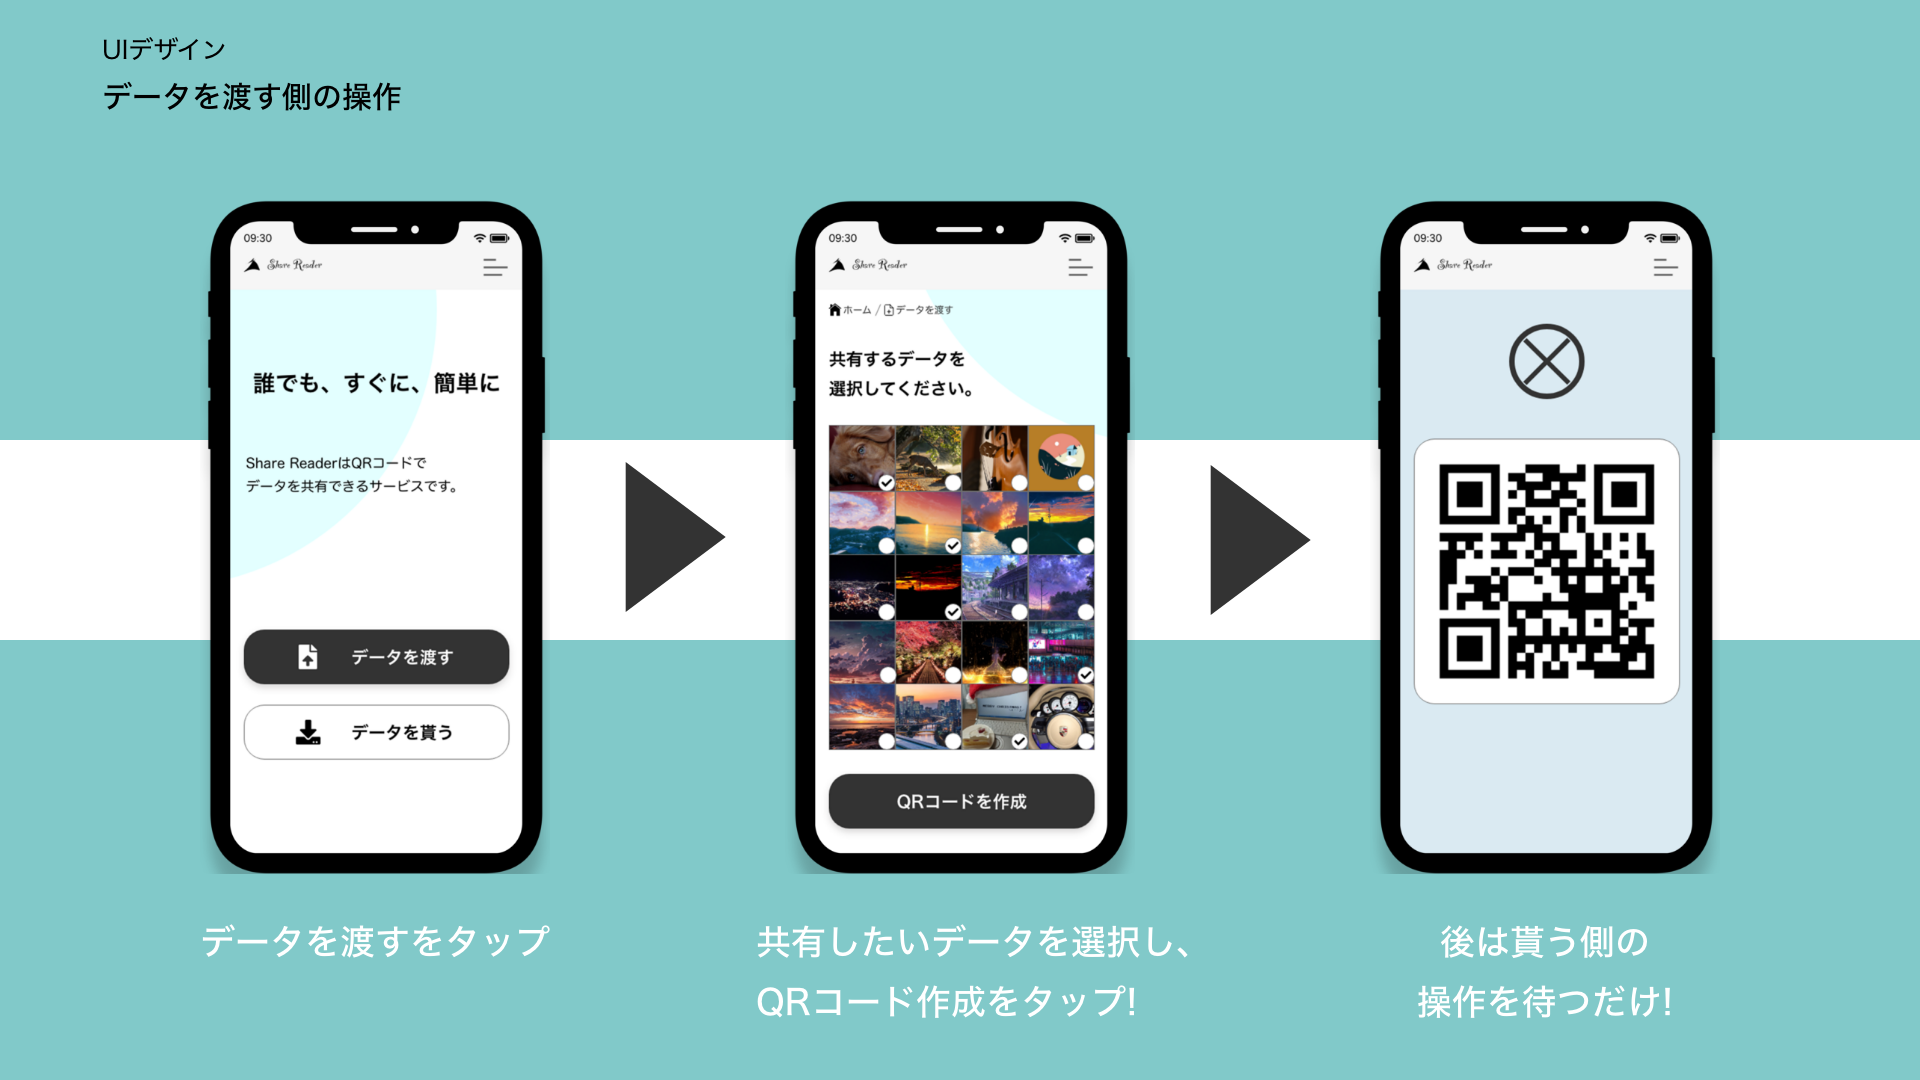 UIデザイン
データを渡す側の操作
09:30
Share Reader
誰でも、すぐに、簡単に
Share ReaderはQRコードで
データを共有できるサービスです。
データを渡す
データを貰う
データを渡すをタップ
09:30
Share Reader
ホーム / データを渡す
共有するデータを
選択してください。
QRコードを作成
共有したいデータを選択し、
QRコード作成をタップ!
09:30
Share Reader
後は貰う側の
操作を待つだけ!